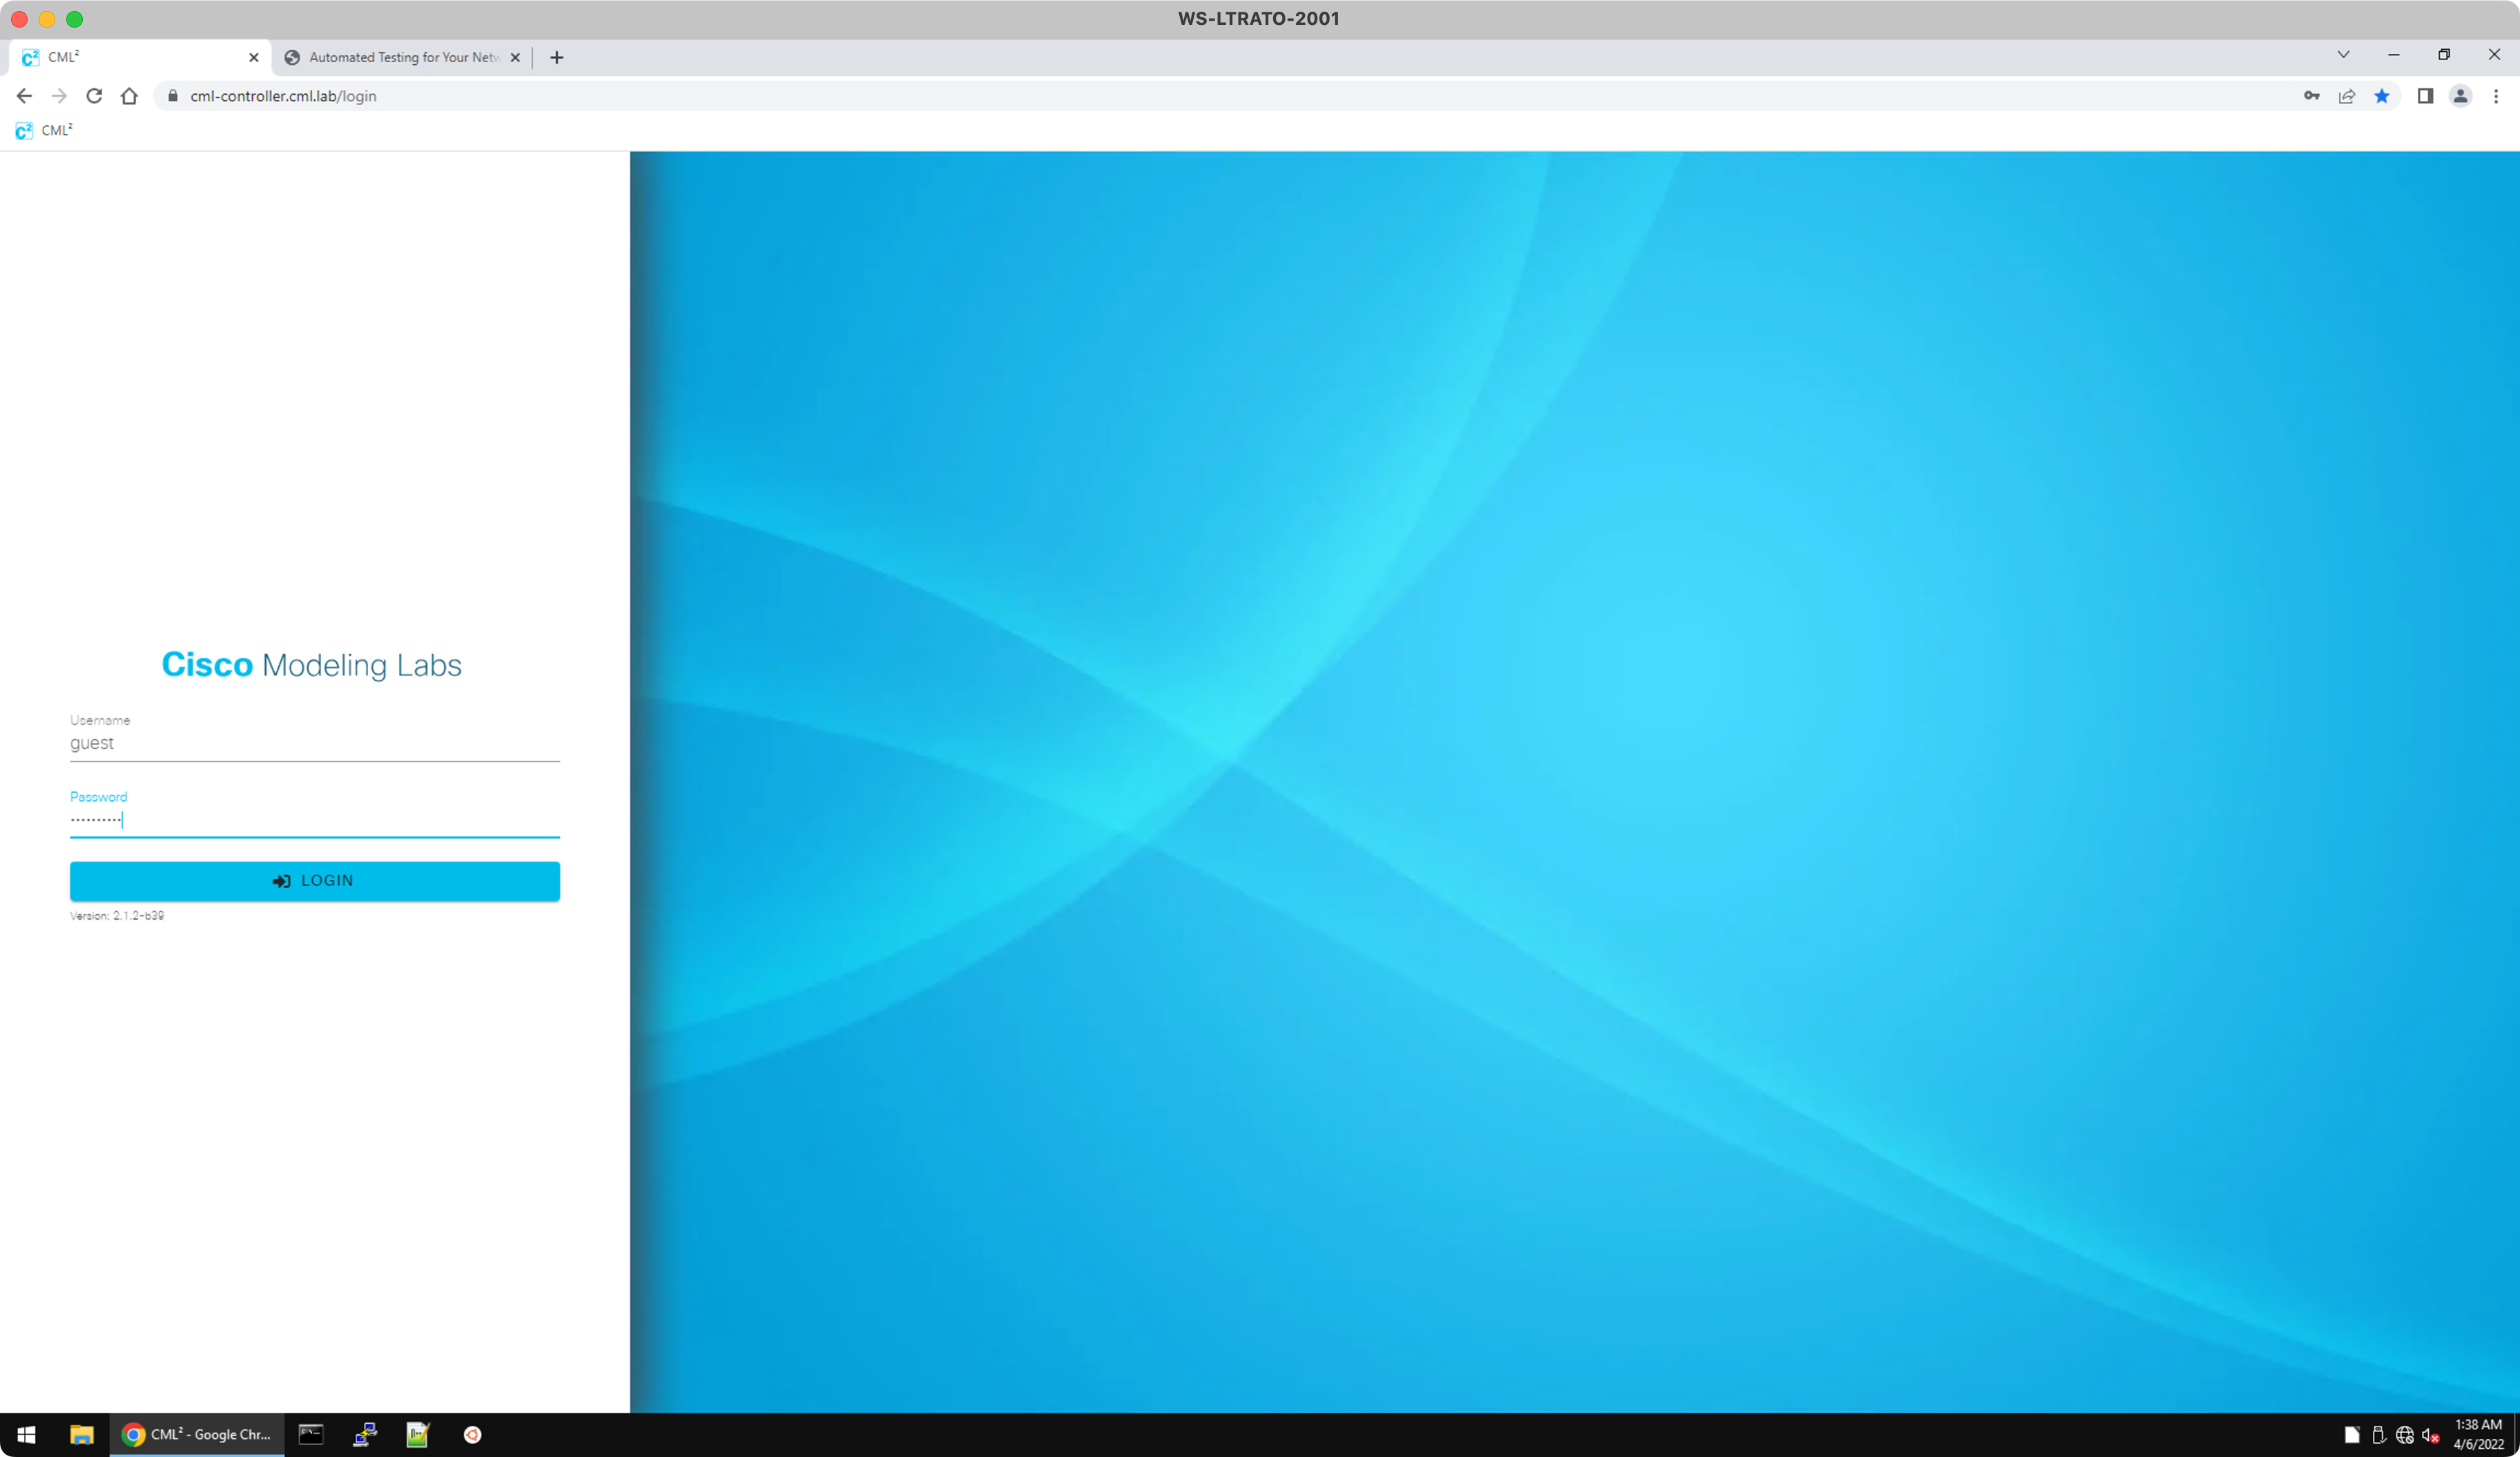 WS-LTRATO-2001
CML²
Automated Testing for Your Netw
cml-controller.cml.lab/login
CML²
Cisco Modeling Labs
Username
guest
Password
••••••••••
LOGIN
Version: 2.1.2-b39
CML² - Google Chr...
1:38 AM
4/6/2022